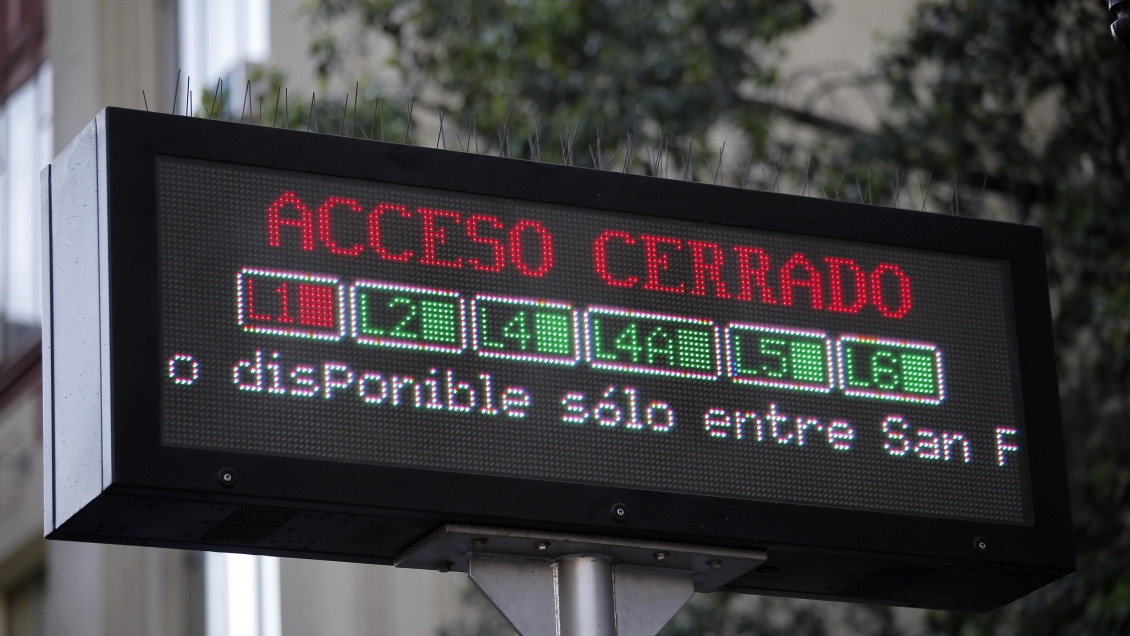 ACCESO CERRADO
L1 L2 L4 L4A L5 L6
o disponible sólo entre San F